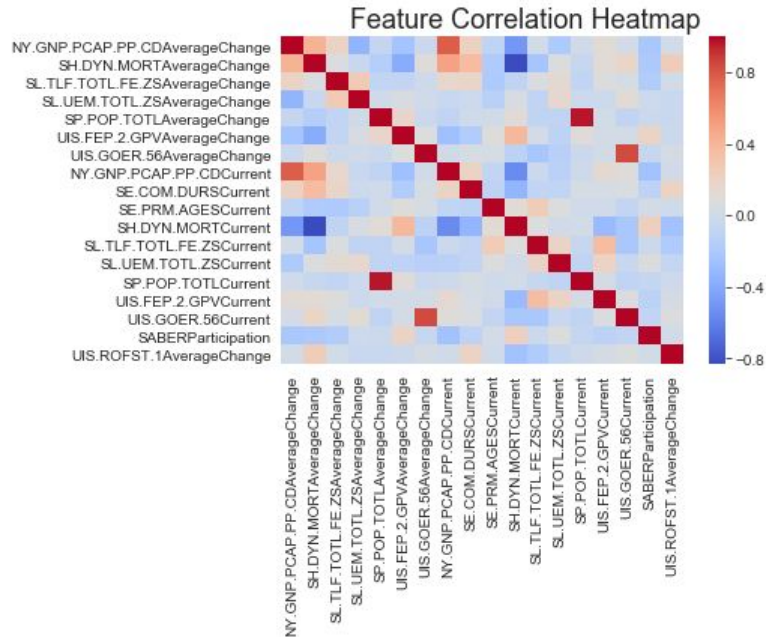 Feature Correlation Heatmap
NY.GNP.PCAP.PP.CDAverageChange
SH.DYN.MORTAverageChange
SL.TLF.TOTL.FE.ZSAverageChange
SL.UEM.TOTL.ZSAverageChange
SP.POP.TOTLAverageChange
UIS.FEP.2.GPVAverageChange
UIS.GOER.56AverageChange
NY.GNP.PCAP.PP.CDCurrent
SE.COM.DURSCurrent
SE.PRM.AGESCurrent
SH.DYN.MORTCurrent
SL.TLF.TOTL.FE.ZSCurrent
SL.UEM.TOTL.ZSCurrent
SP.POP.TOTLCurrent
UIS.FEP.2.GPVCurrent
UIS.GOER.56Current
SABERParticipation
UIS.ROFST.1AverageChange
0.8
0.4
0.0
−0.4
−0.8
NY.GNP.PCAP.PP.CDAverageChange
SH.DYN.MORTAverageChange
SL.TLF.TOTL.FE.ZSAverageChange
SL.UEM.TOTL.ZSAverageChange
SP.POP.TOTLAverageChange
UIS.FEP.2.GPVAverageChange
UIS.GOER.56AverageChange
NY.GNP.PCAP.PP.CDCurrent
SE.COM.DURSCurrent
SE.PRM.AGESCurrent
SH.DYN.MORTCurrent
SL.TLF.TOTL.FE.ZSCurrent
SL.UEM.TOTL.ZSCurrent
SP.POP.TOTLCurrent
UIS.FEP.2.GPVCurrent
UIS.GOER.56Current
SABERParticipation
UIS.ROFST.1AverageChange